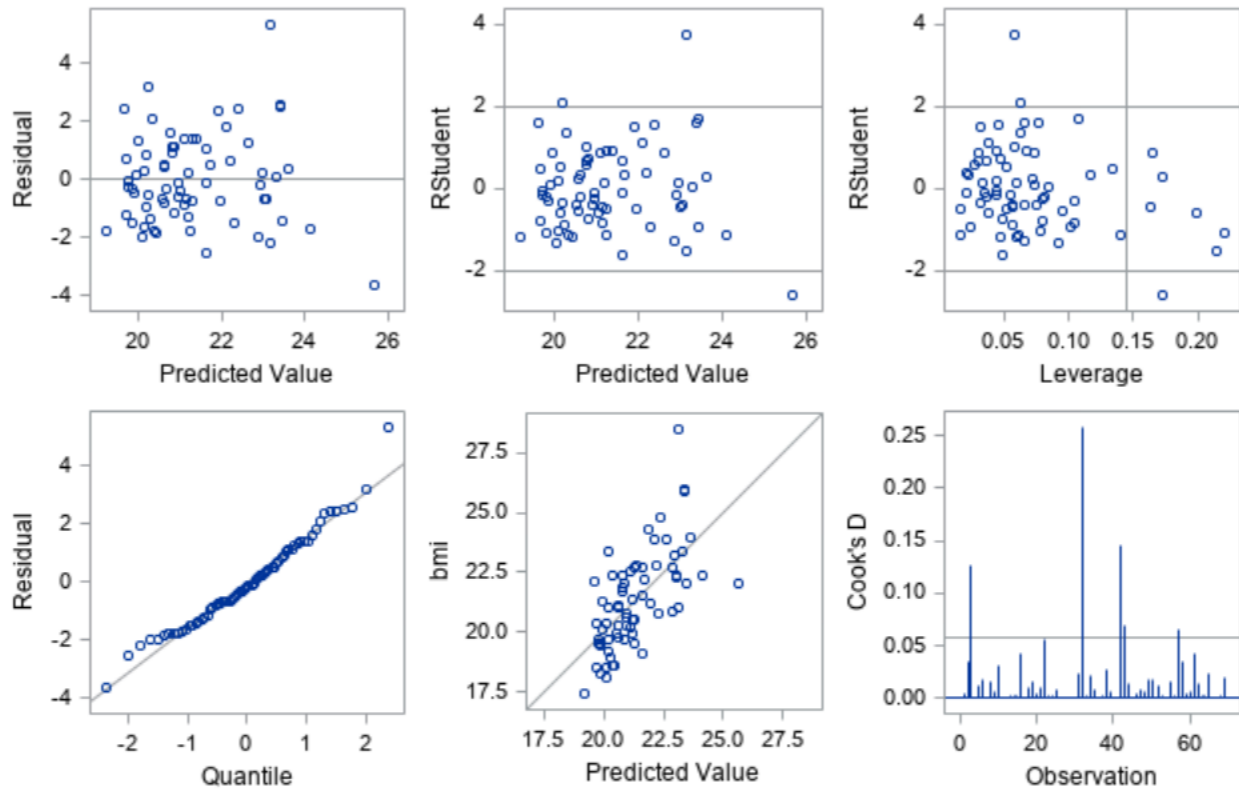 Residual
4
2
0
-2
-4
20 22 24 26
Predicted Value
RStudent
4
2
0
-2
20 22 24 26
Predicted Value
RStudent
4
2
0
-2
0.05 0.10 0.15 0.20
Leverage
Residual
4
2
0
-2
-4
-2 -1 0 1 2
Quantile
bmi
27.5
25.0
22.5
20.0
17.5
17.5 20.0 22.5 25.0 27.5
Predicted Value
Cook's D
0.25
0.20
0.15
0.10
0.05
0.00
0 20 40 60
Observation